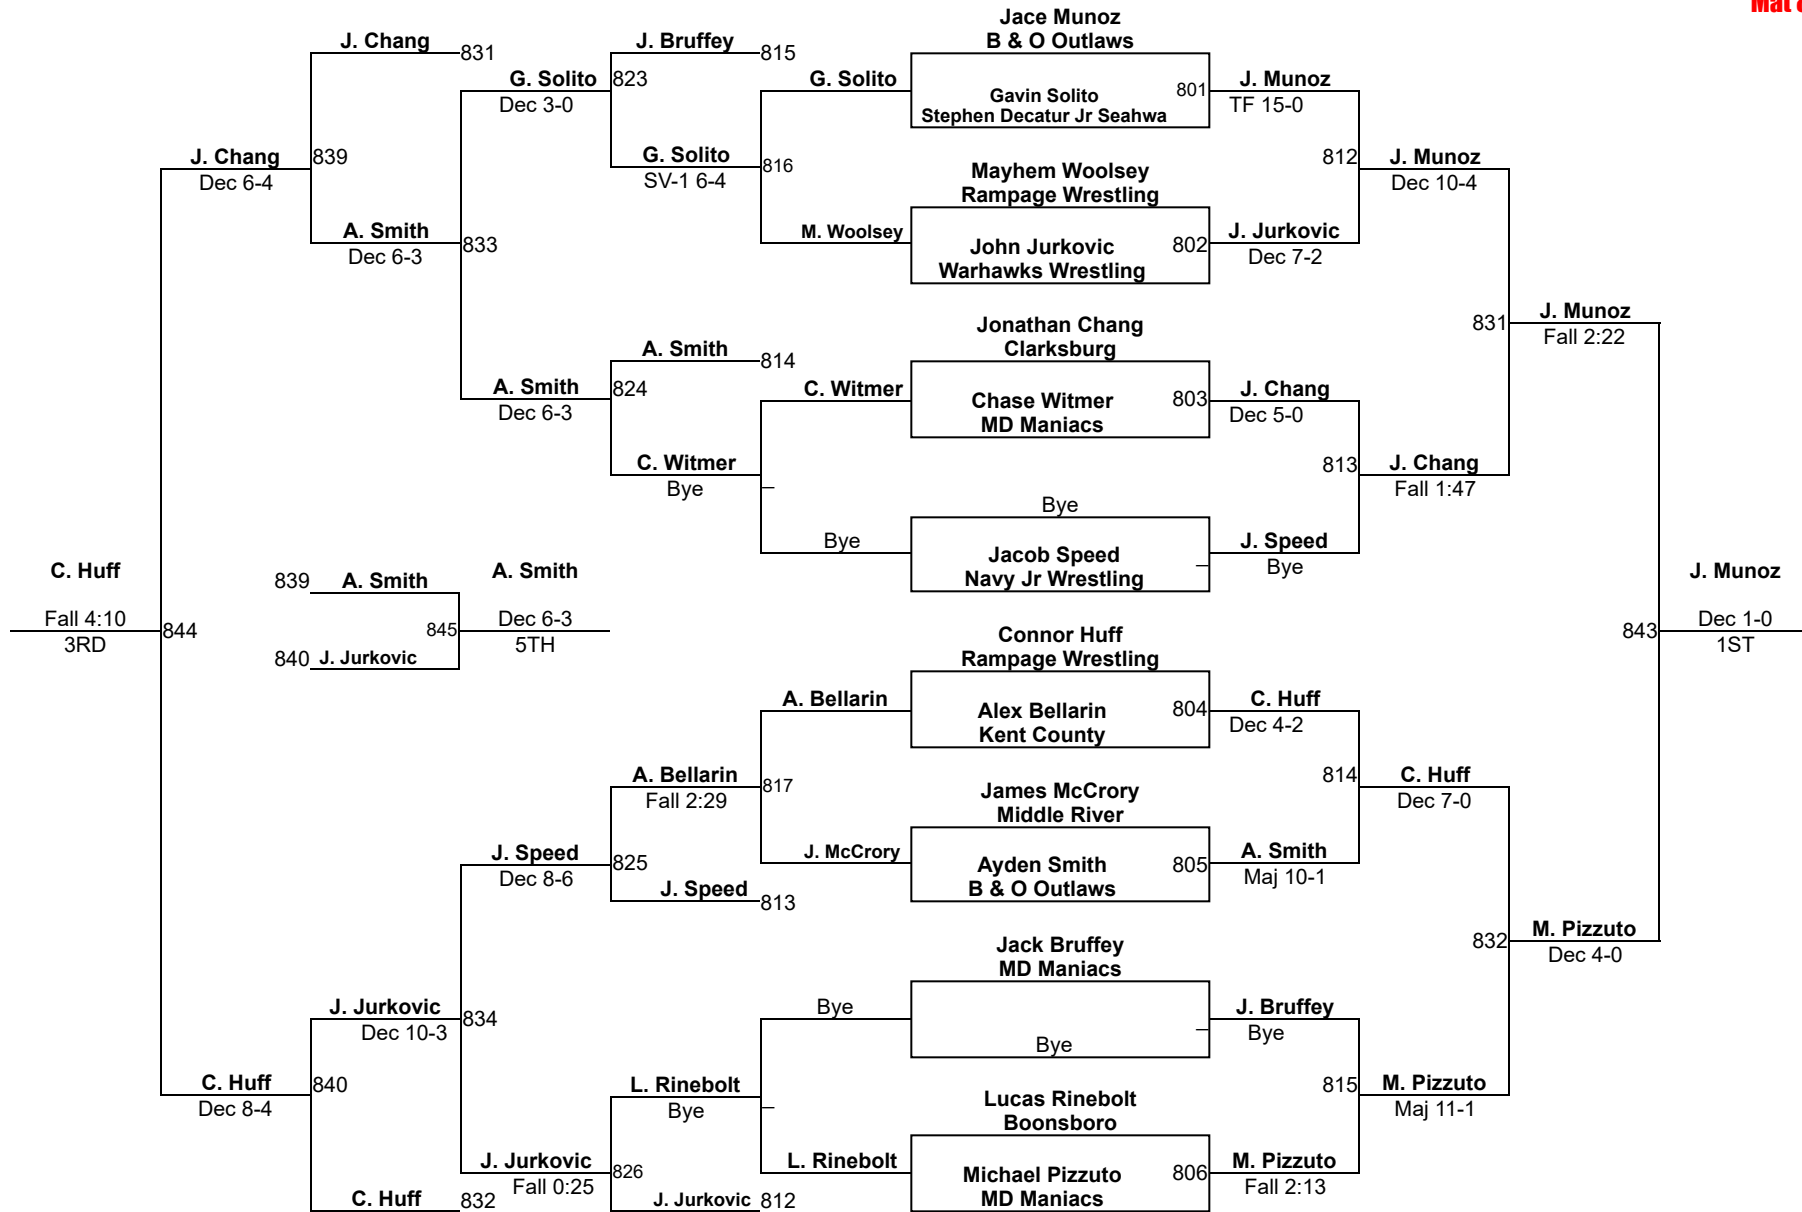 Mat
Jace Munoz
B & O Outlaws
J. Chang
831
J. Bruffey
815
G. Solito
823
Dec 3-0
G. Solito
Gavin Solito
Stephen Decatur Jr Seahwa
801
J. Munoz
TF 15-0
J. Chang
839
Dec 6-4
G. Solito
816
SV-1 6-4
Mayhem Woolsey
Rampage Wrestling
812
J. Munoz
Dec 10-4
A. Smith
833
Dec 6-3
M. Woolsey
John Jurkovic
Warhawks Wrestling
802
J. Jurkovic
Dec 7-2
Jonathan Chang
Clarksburg
831
J. Munoz
Fall 2:22
A. Smith
814
A. Smith
824
Dec 6-3
C. Witmer
Chase Witmer
MD Maniacs
803
J. Chang
Dec 5-0
C. Witmer
Bye
813
J. Chang
Fall 1:47
Bye
Bye
Jacob Speed
Navy Jr Wrestling
J. Speed
Bye
C. Huff
Fall 4:10
3RD
844
839
A. Smith
840
J. Jurkovic
845
A. Smith
Dec 6-3
5TH
J. Munoz
843
Dec 1-0
1ST
Connor Huff
Rampage Wrestling
A. Bellarin
Alex Bellarin
Kent County
804
C. Huff
Dec 4-2
A. Bellarin
817
Fall 2:29
James McCrory
Middle River
814
C. Huff
Dec 7-0
J. Speed
825
Dec 8-6
J. McCrory
Ayden Smith
B & O Outlaws
805
A. Smith
Maj 10-1
J. Speed
813
Jack Bruffey
MD Maniacs
832
M. Pizzuto
Dec 4-0
J. Jurkovic
834
Dec 10-3
Bye
Bye
J. Bruffey
Bye
C. Huff
840
Dec 8-4
L. Rinebolt
Bye
Lucas Rinebolt
Boonsboro
815
M. Pizzuto
Maj 11-1
J. Jurkovic
826
Fall 0:25
L. Rinebolt
Michael Pizzuto
MD Maniacs
806
M. Pizzuto
Fall 2:13
C. Huff
832
J. Jurkovic
812